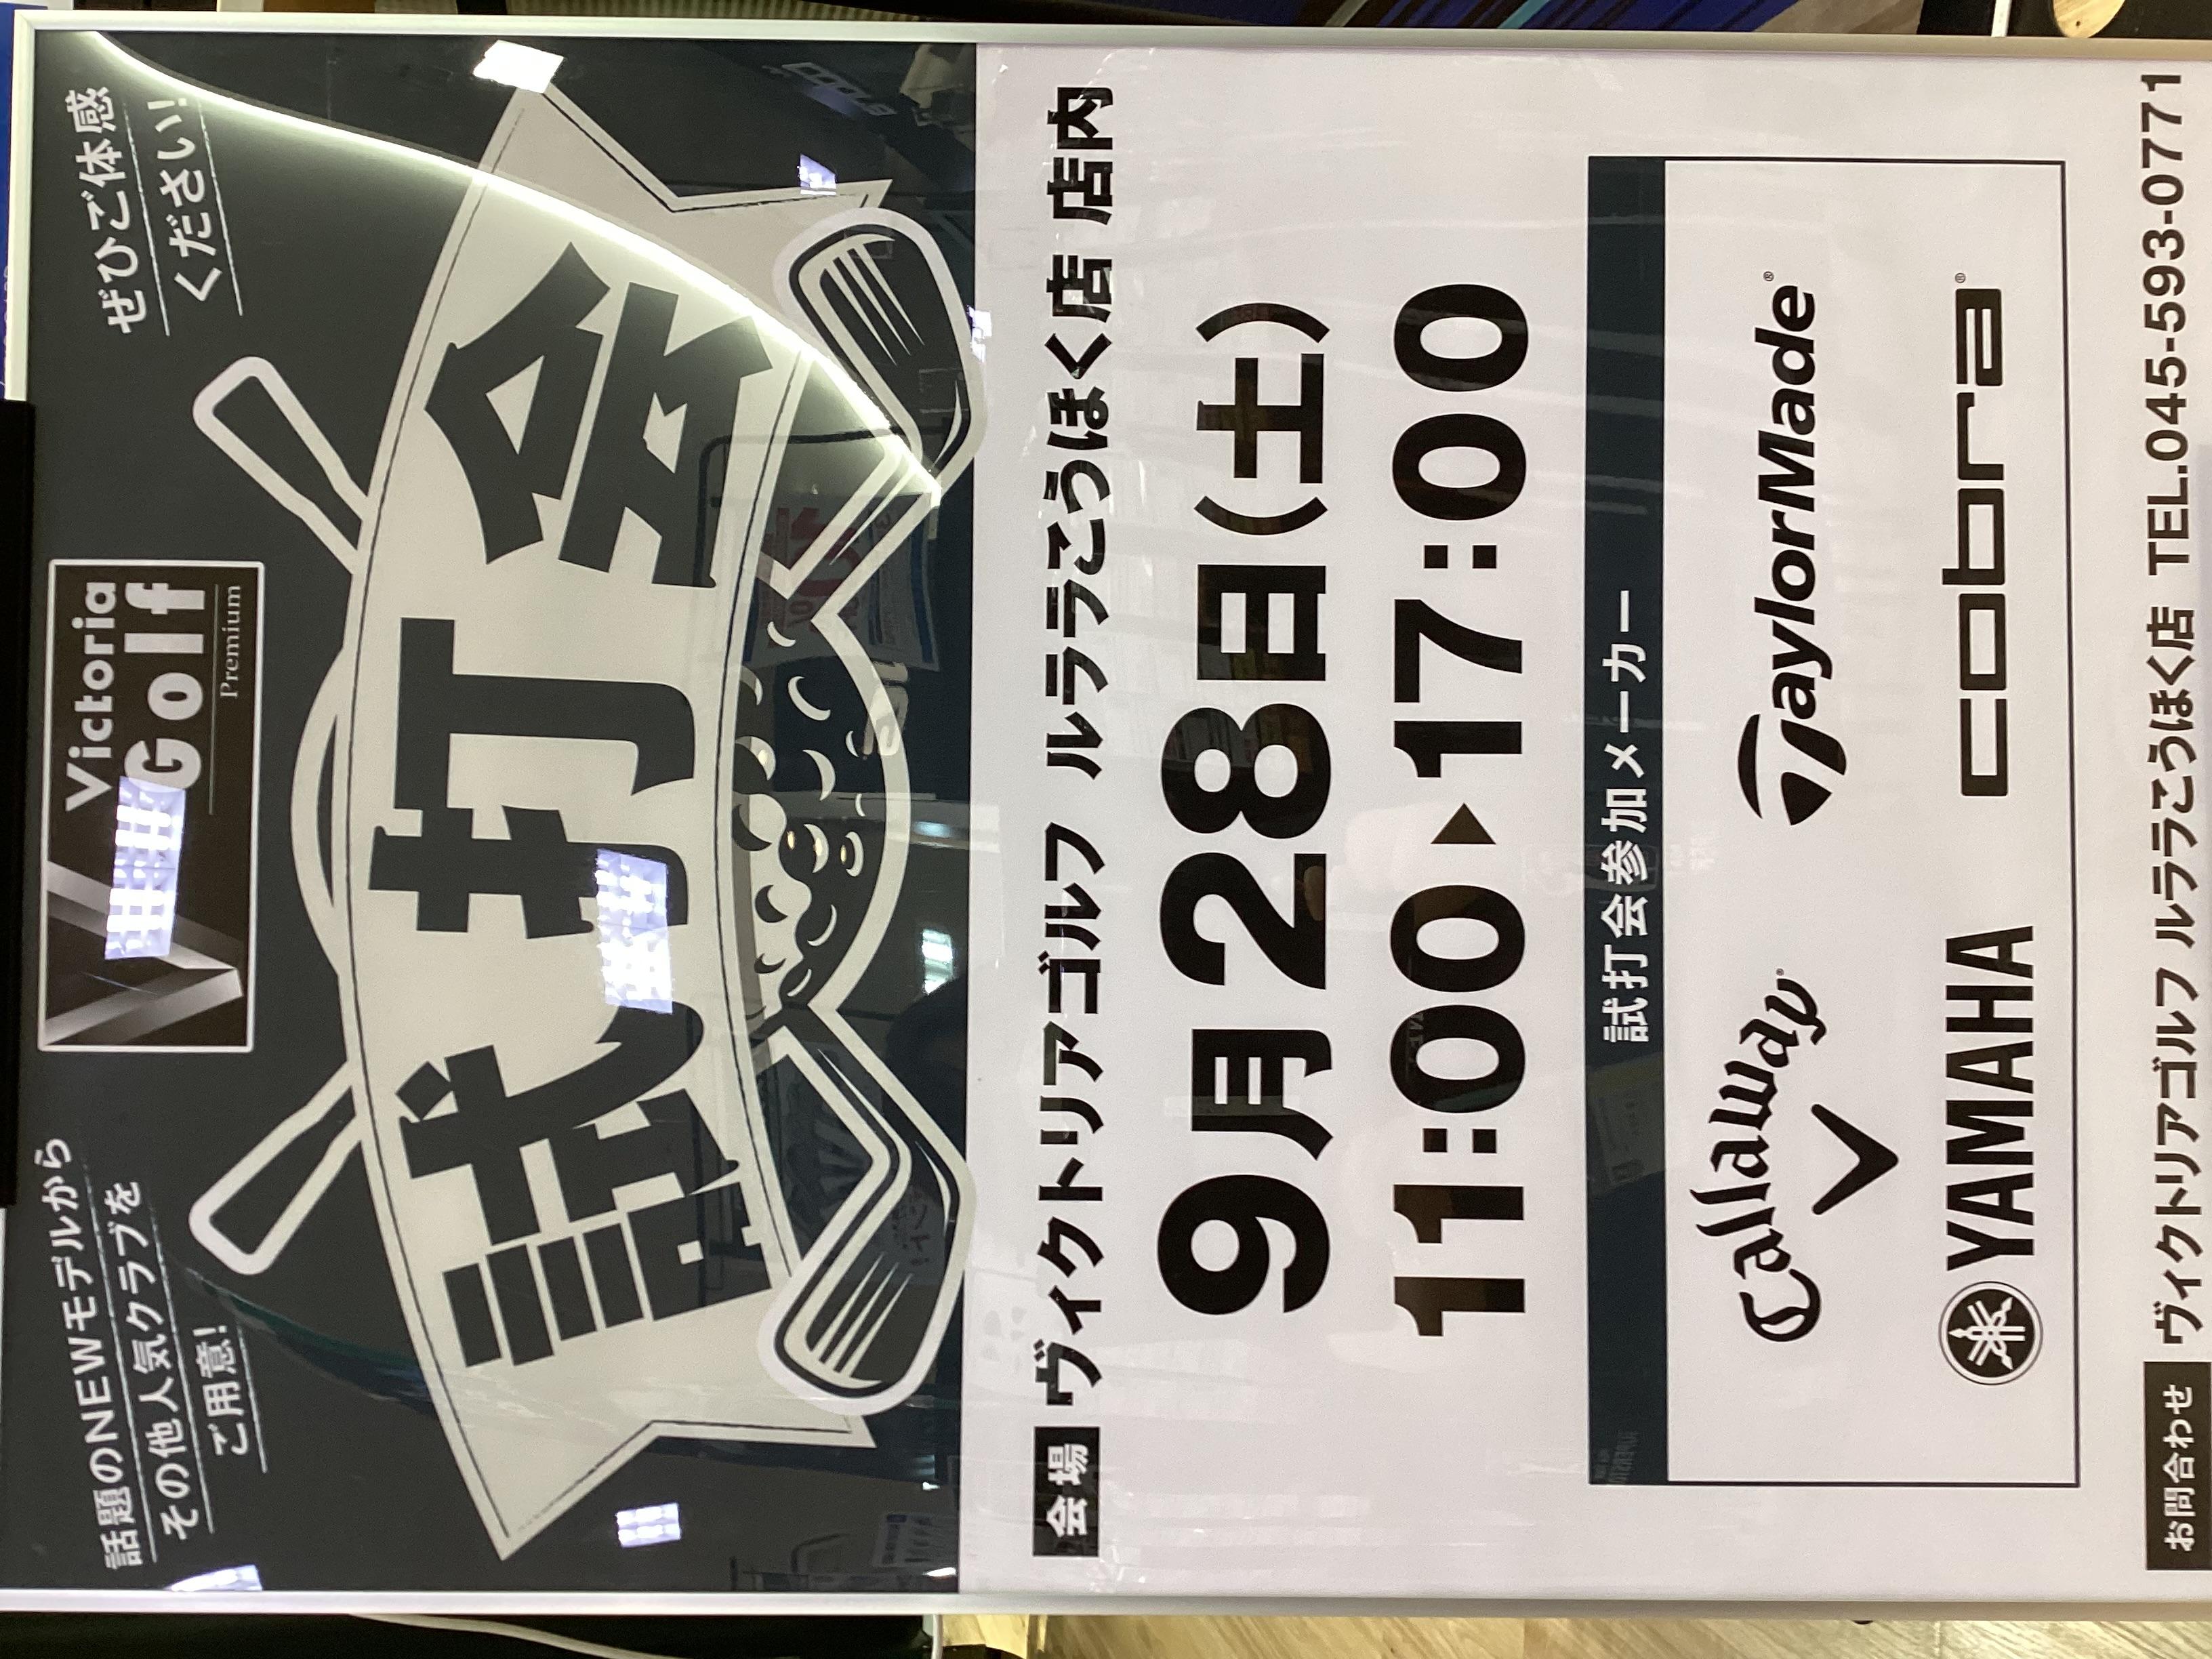 話題のNEWモデルから
その他人気クラブを
ご用意!
Victoria
Golf
Premium
ぜひご体感
ください!
試打会
会場 ヴィクトリアゴルフ ルララこうほく店 店内
9月28日(土)
11:00▶17:00
試打会参加メーカー
Callaway®
TaylorMade®
YAMAHA
cobra®
お問合わせ ヴィクトリアゴルフ ルララこうほく店 TEL.045-593-0771